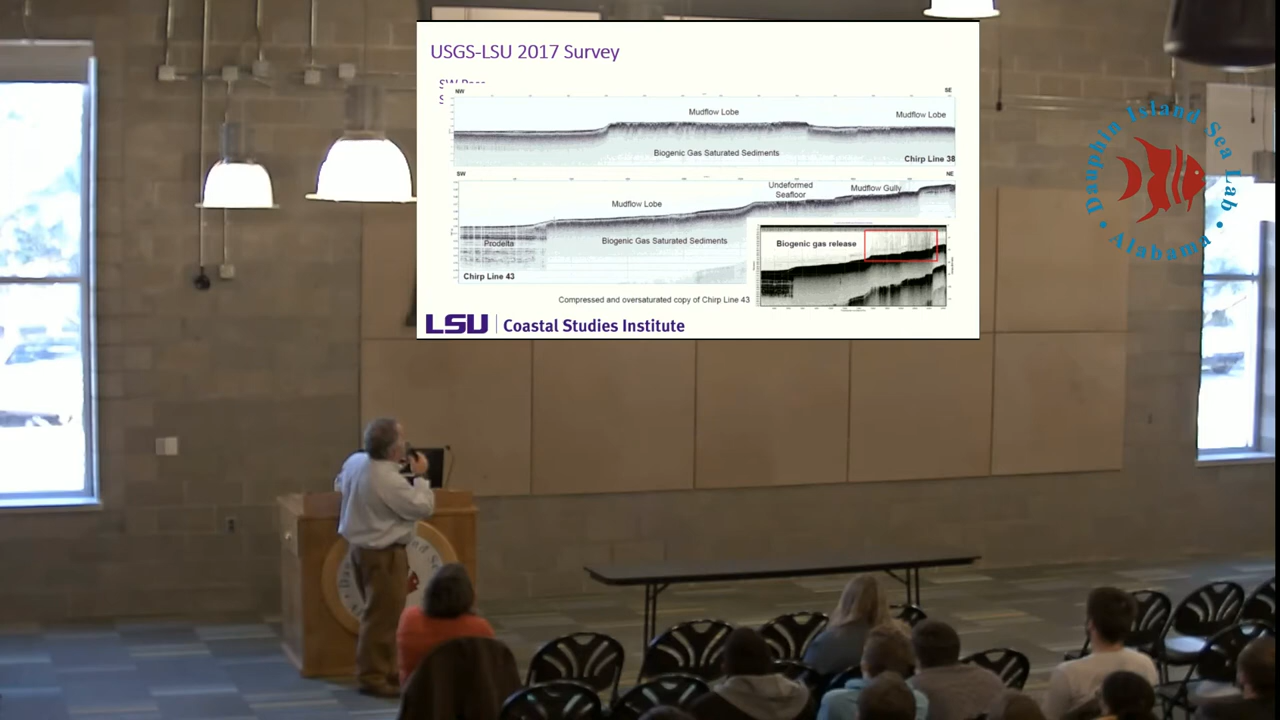 USGS-LSU 2017 Survey
NW
SE
Mudflow Lobe
Mudflow Lobe
Biogenic Gas Saturated Sediments
Chirp Line 38
SW
NE
Undeformed
Seafloor
Mudflow Gully
Mudflow Lobe
Prodelta
Biogenic Gas Saturated Sediments
Biogenic gas release
Chirp Line 43
Compressed and oversaturated copy of Chirp Line 43
LSU Coastal Studies Institute
Dauphin Island Sea Lab
Alabama